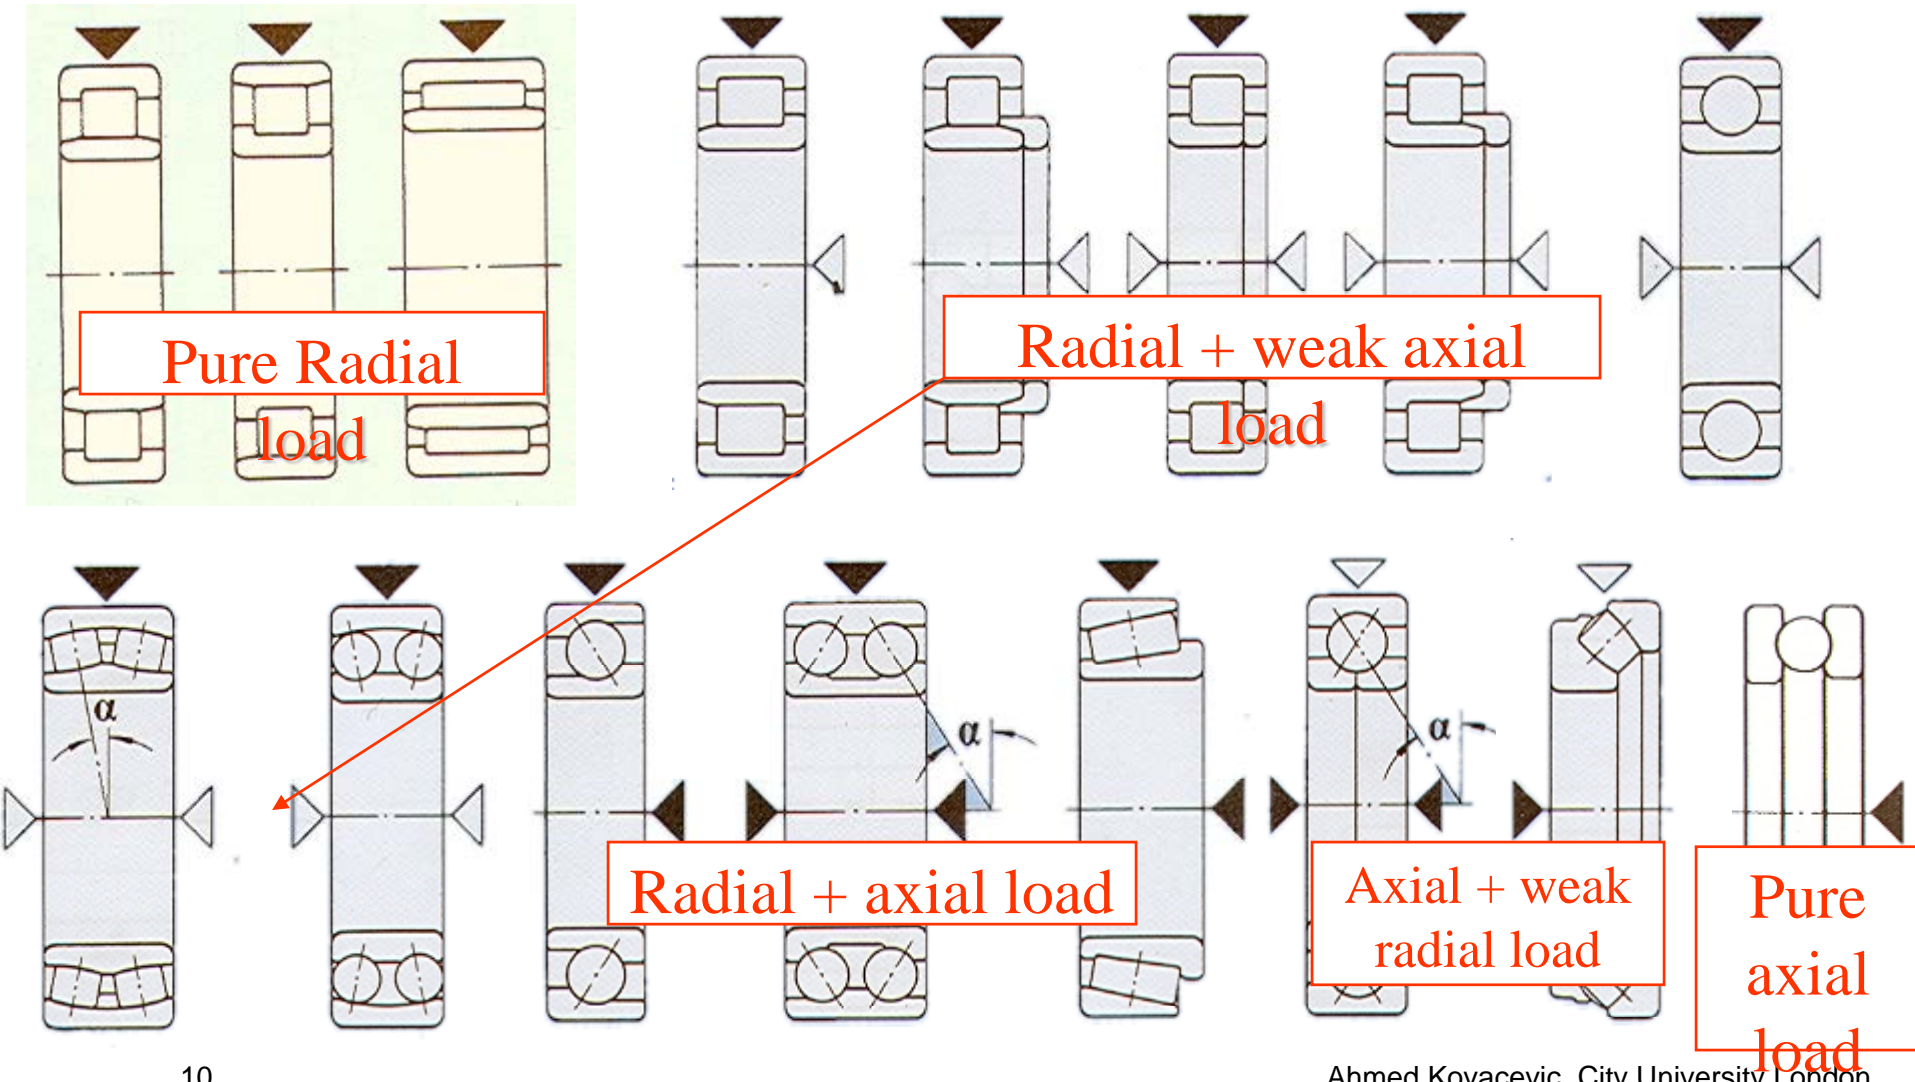 Pure Radial
load
Radial + weak axial
load
α
α
α
Radial + axial load
Axial + weak
radial load
Pure
axial
load
10
Ahmed Kovacevic, City University London